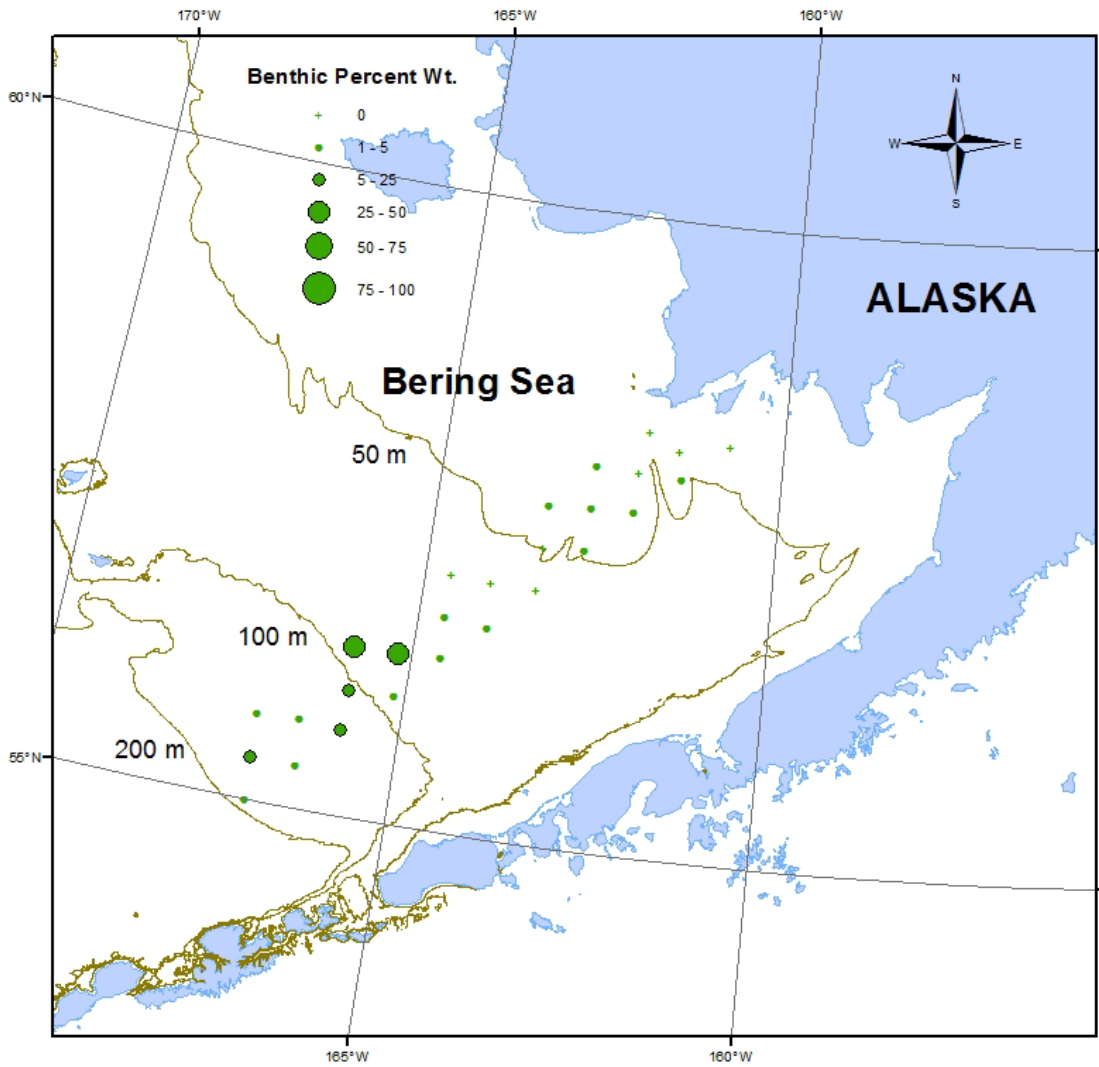 170°W 165°W 160°W
Benthic Percent Wt.
0
1 - 5
5 - 25
25 - 50
50 - 75
75 - 100
N
W E
S
60°N
ALASKA
Bering Sea
50 m
100 m
200 m
55°N
165°W 160°W